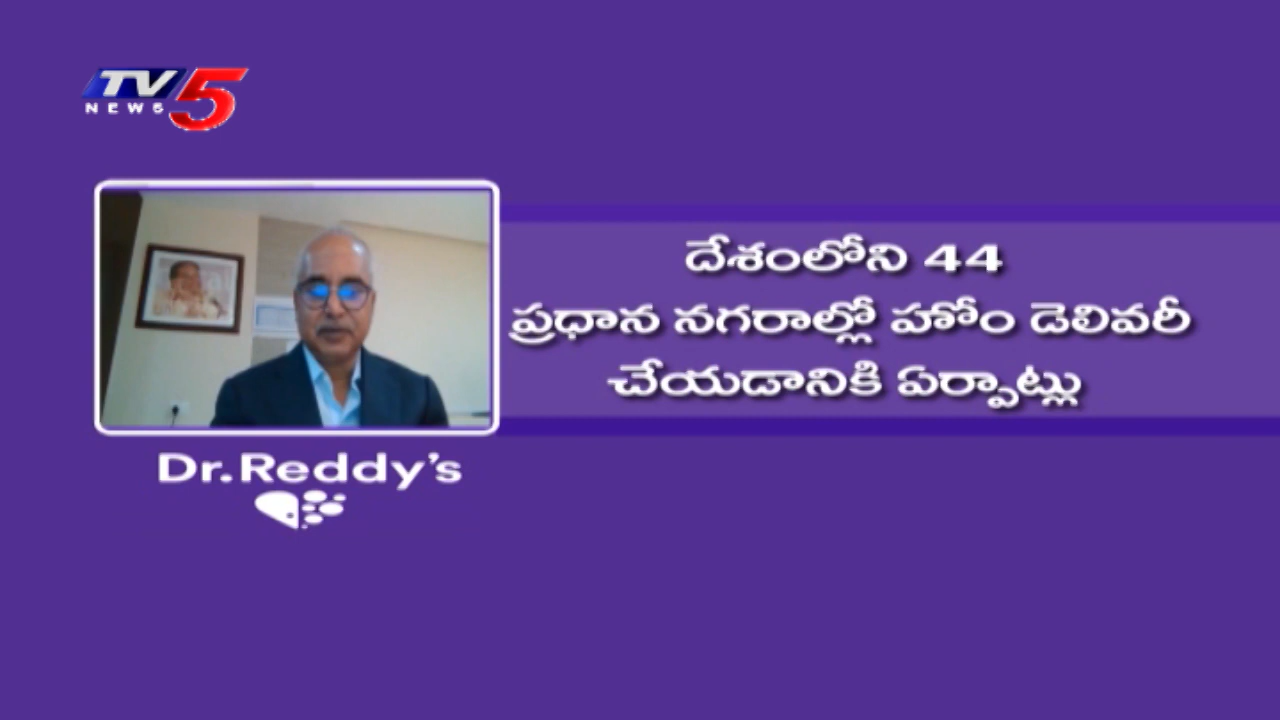 TV5
NEWS
దేశంలోని 44
ప్రధాన నగరాల్లో హోం డెలివరీ
చేయడానికి ఏర్పాట్లు
Dr.Reddy's